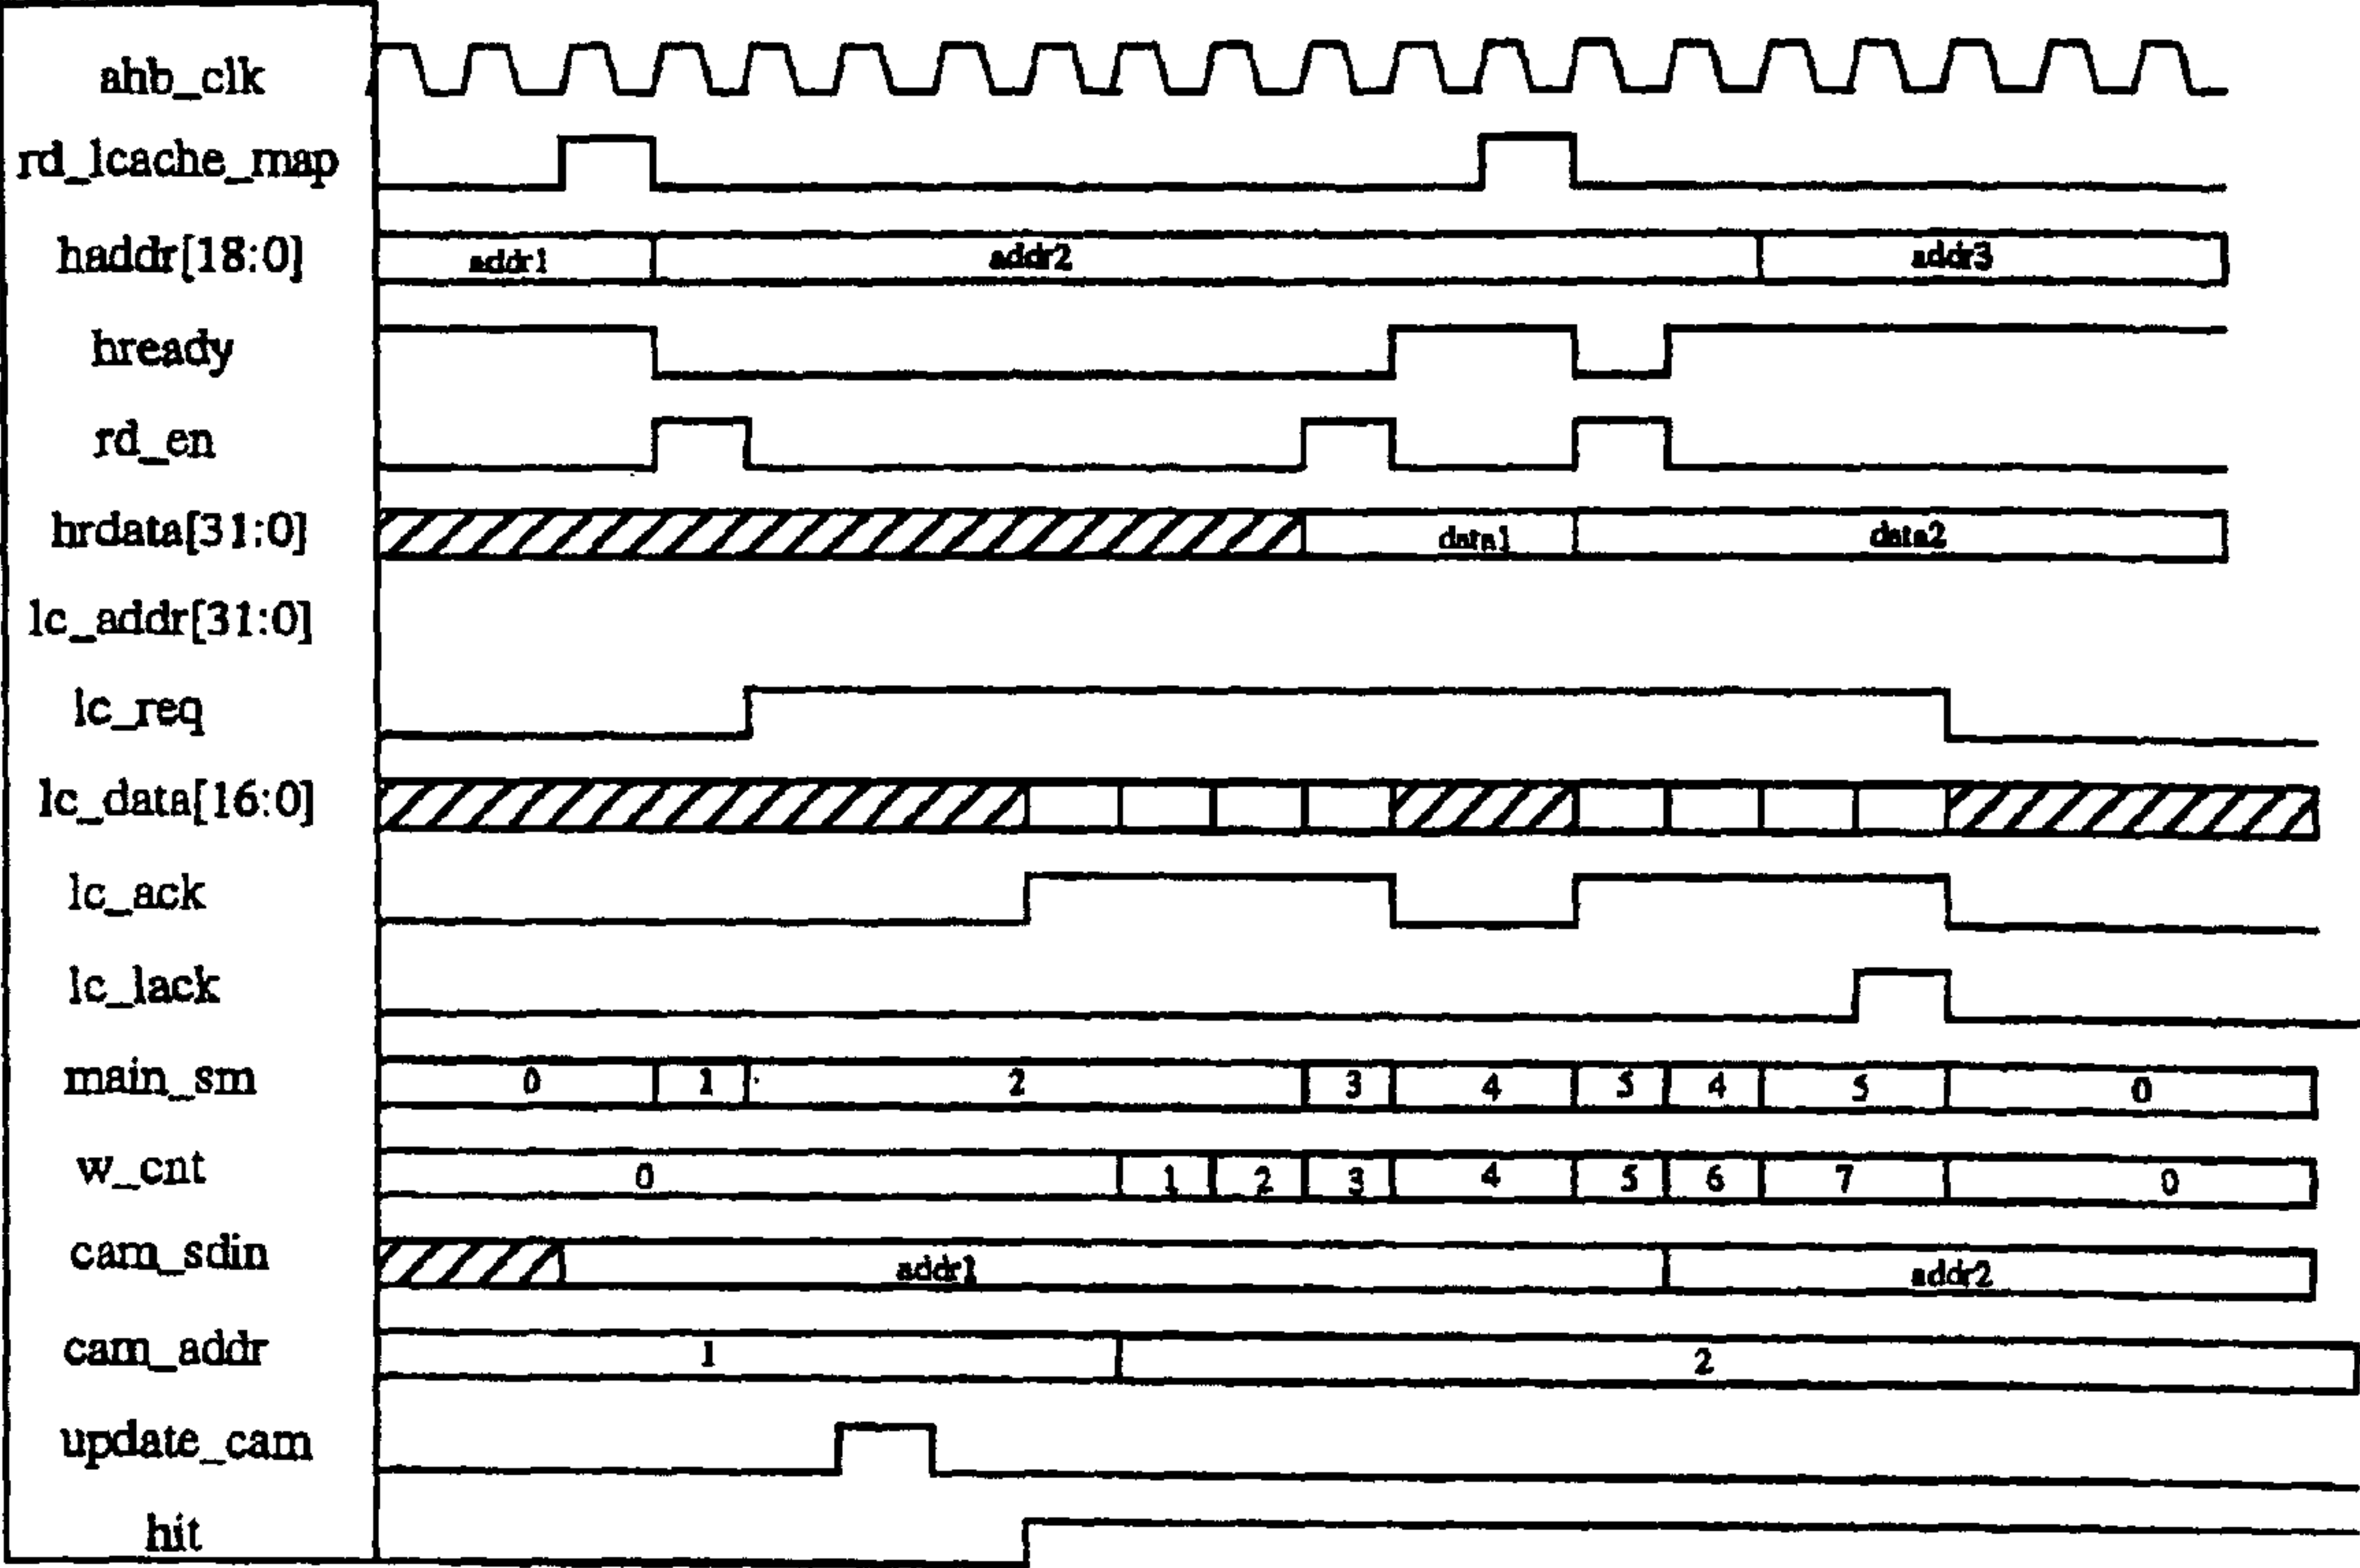 ahb_clk
rd_lcache_map
haddr[18:0] addr1 addr2 addr3
hready
rd_en
hrdata[31:0] data1 data2
lc_addr[31:0]
lc_req
lc_data[16:0]
lc_ack
lc_lack
main_sm 0 1 2 3 4 5 4 5 0
w_cnt 0 1 2 3 4 5 6 7 0
cam_sdin addr1 addr2
cam_addr 1 2
update_cam
hit